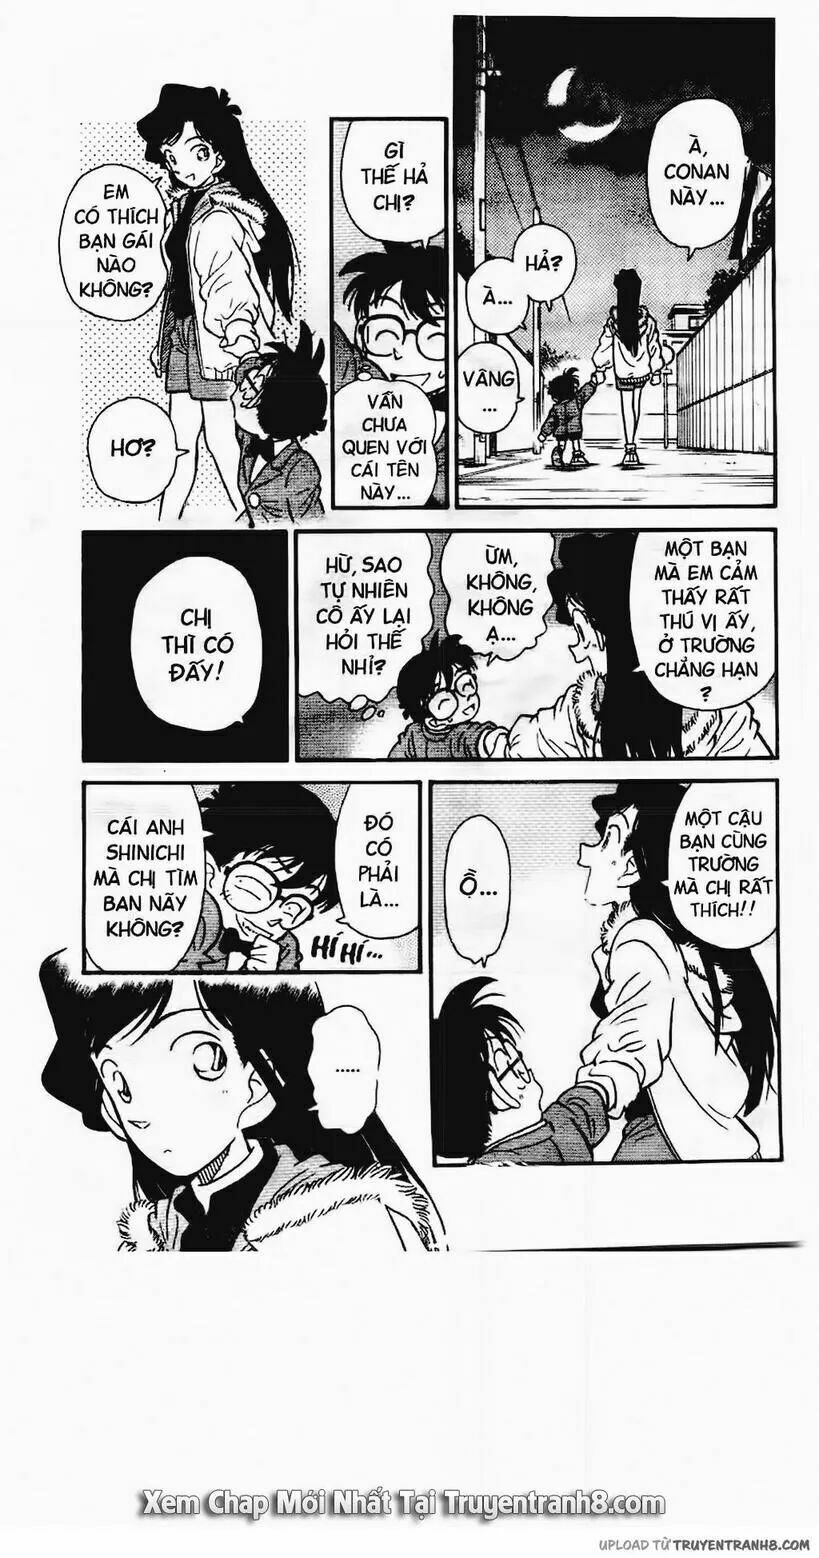 À,
CONAN
NÀY...
HẢ?
À...
VÂNG
...
GÌ
THẾ HẢ
CHỊ?
VẪN
CHƯA
QUEN VỚI
CÁI TÊN
NÀY...
EM
CÓ THÍCH
BẠN GÁI
NÀO
KHÔNG?
HƠ?
MỘT BẠN
MÀ EM CẢM
THẤY RẤT
THÚ VỊ ẤY,
Ở TRƯỜNG
CHẲNG HẠN
?
ỪM,
KHÔNG,
KHÔNG
Ạ...
HỪ, SAO
TỰ NHIÊN
CÔ ẤY LẠI
HỎI THẾ
NHỈ?
CHỊ
THÌ CÓ
ĐẤY!
MỘT CẬU
BẠN CÙNG
TRƯỜNG
MÀ CHỊ RẤT
THÍCH!!
Ồ...
ĐÓ
CÓ
PHẢI
LÀ...
CÁI ANH
SHINICHI
MÀ CHỊ TÌM
BAN NÃY
KHÔNG?
HÍ HÍ...
......
Xem Chap Mới Nhất Tại Truyentranh8.com
UPLOAD TỪ TRUYENTRANH8.COM